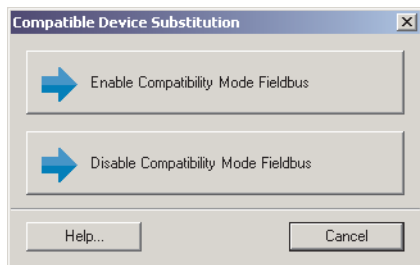 Compatible Device Substitution
Enable Compatibility Mode Fieldbus
Disable Compatibility Mode Fieldbus
Help... Cancel